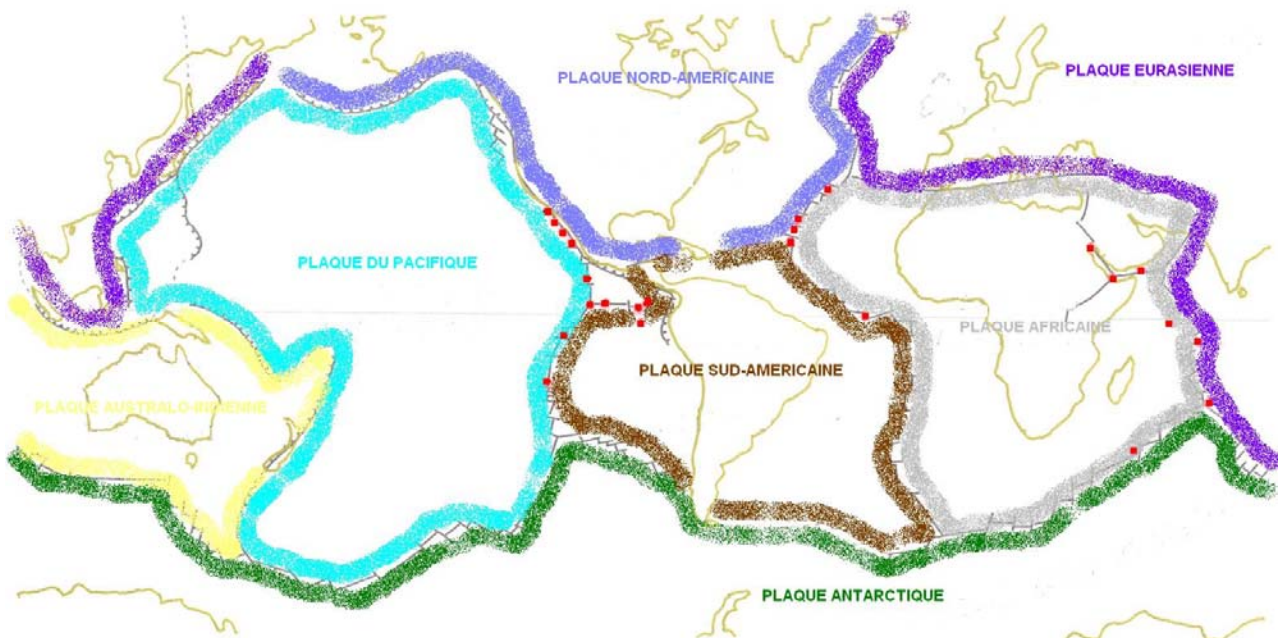 PLAQUE NORD-AMERICAINE
PLAQUE EURASIENNE
PLAQUE DU PACIFIQUE
PLAQUE AFRICAINE
PLAQUE SUD-AMERICAINE
PLAQUE AUSTRALO-INDIENNE
PLAQUE ANTARCTIQUE